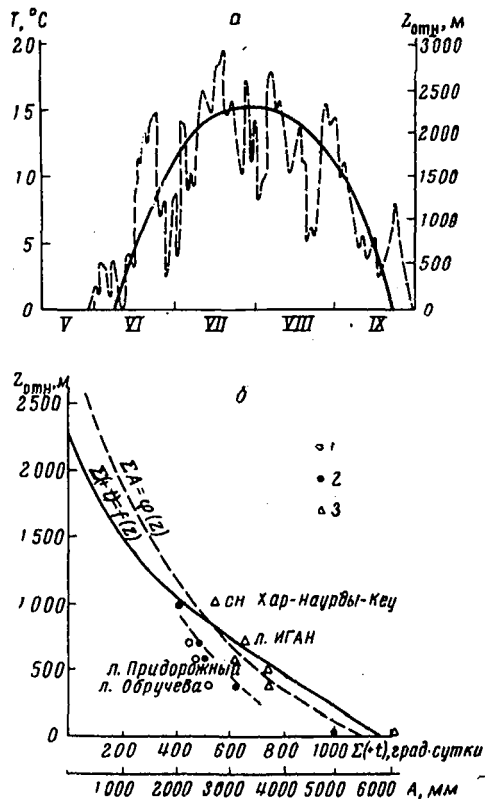 T, °C а Zотн, м
20 3000
2500
15
2000
10 1500
1000
5
500
0 0
V VI VII VIII IX
Zотн, м б
2500
2000
1500
1000
500
0
ΣA=φ(z)
Σ(+t)=f(z)
1
2
3
сн Хар-Наурды-Кеу
л. ИГАН
л. Придорожный
л. Обручева
200 400 600 800 1000 Σ(+t), град·сутки
1000 2000 3000 4000 5000 6000 А, мм